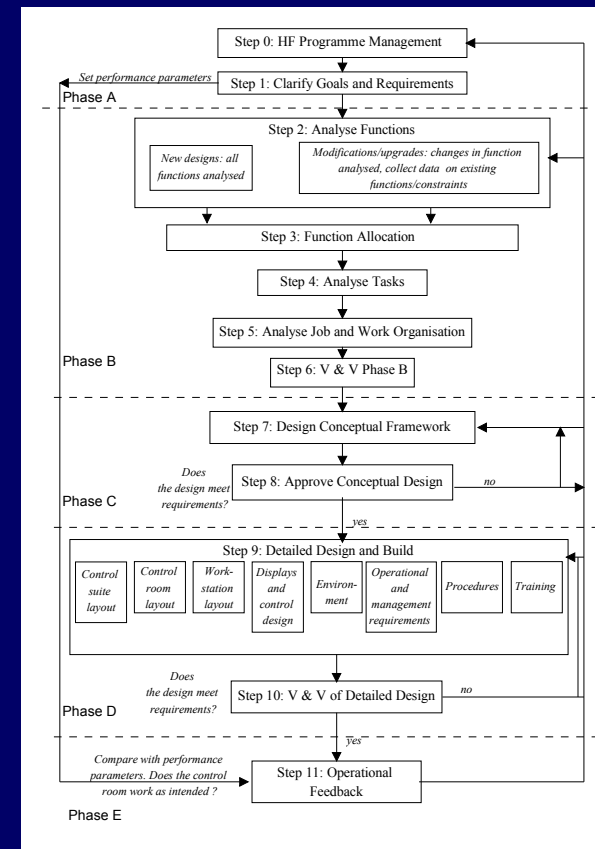 Step 0: HF Programme Management
Set performance parameters
Step 1: Clarify Goals and Requirements
Phase A
Step 2: Analyse Functions
New designs: all
functions analysed
Modifications/upgrades: changes in function
analysed, collect data on existing
functions/constraints
Step 3: Function Allocation
Step 4: Analyse Tasks
Step 5: Analyse Job and Work Organisation
Phase B
Step 6: V & V Phase B
Step 7: Design Conceptual Framework
Does
the design meet
requirements?
Step 8: Approve Conceptual Design
no
Phase C
yes
Step 9: Detailed Design and Build
Control
suite
layout
Control
room
layout
Work-
station
layout
Displays
and
control
design
Environ-
ment
Operational
and
management
requirements
Procedures
Training
Does
the design meet
requirements?
Step 10: V & V of Detailed Design
no
Phase D
yes
Compare with performance
parameters. Does the control
room work as intended ?
Step 11: Operational
Feedback
Phase E